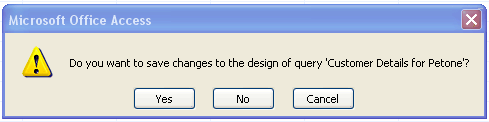 Microsoft Office Access
Do you want to save changes to the design of query 'Customer Details for Petone'?
Yes No Cancel